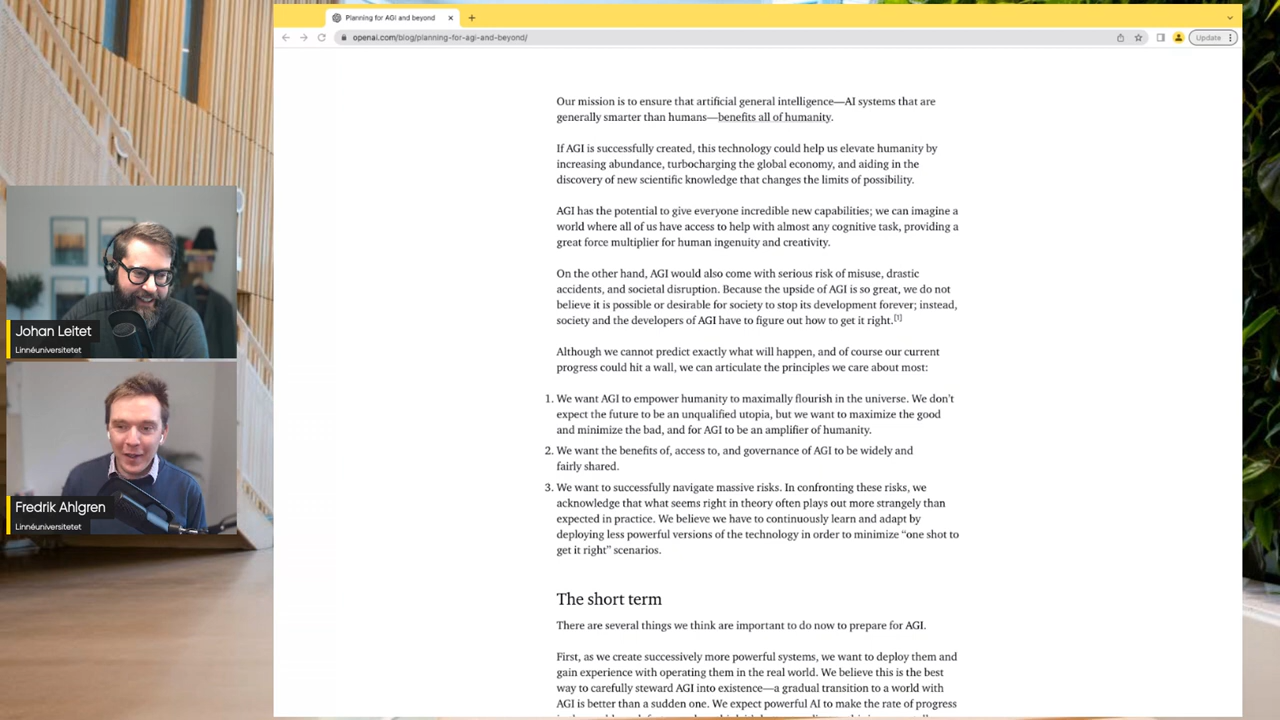 Planning for AGI and beyond
openai.com/blog/planning-for-agi-and-beyond/
Update
Our mission is to ensure that artificial general intelligence—AI systems that are
generally smarter than humans—benefits all of humanity.
If AGI is successfully created, this technology could help us elevate humanity by
increasing abundance, turbocharging the global economy, and aiding in the
discovery of new scientific knowledge that changes the limits of possibility.
AGI has the potential to give everyone incredible new capabilities; we can imagine a
world where all of us have access to help with almost any cognitive task, providing a
great force multiplier for human ingenuity and creativity.
On the other hand, AGI would also come with serious risk of misuse, drastic
accidents, and societal disruption. Because the upside of AGI is so great, we do not
believe it is possible or desirable for society to stop its development forever; instead,
society and the developers of AGI have to figure out how to get it right.[1]
Although we cannot predict exactly what will happen, and of course our current
progress could hit a wall, we can articulate the principles we care about most:
1. We want AGI to empower humanity to maximally flourish in the universe. We don't
expect the future to be an unqualified utopia, but we want to maximize the good
and minimize the bad, and for AGI to be an amplifier of humanity.
2. We want the benefits of, access to, and governance of AGI to be widely and
fairly shared.
3. We want to successfully navigate massive risks. In confronting these risks, we
acknowledge that what seems right in theory often plays out more strangely than
expected in practice. We believe we have to continuously learn and adapt by
deploying less powerful versions of the technology in order to minimize “one shot to
get it right” scenarios.
The short term
There are several things we think are important to do now to prepare for AGI.
First, as we create successively more powerful systems, we want to deploy them and
gain experience with operating them in the real world. We believe this is the best
way to carefully steward AGI into existence—a gradual transition to a world with
AGI is better than a sudden one. We expect powerful AI to make the rate of progress
Johan Leitet
Linnéuniversitetet
Fredrik Ahlgren
Linnéuniversitetet